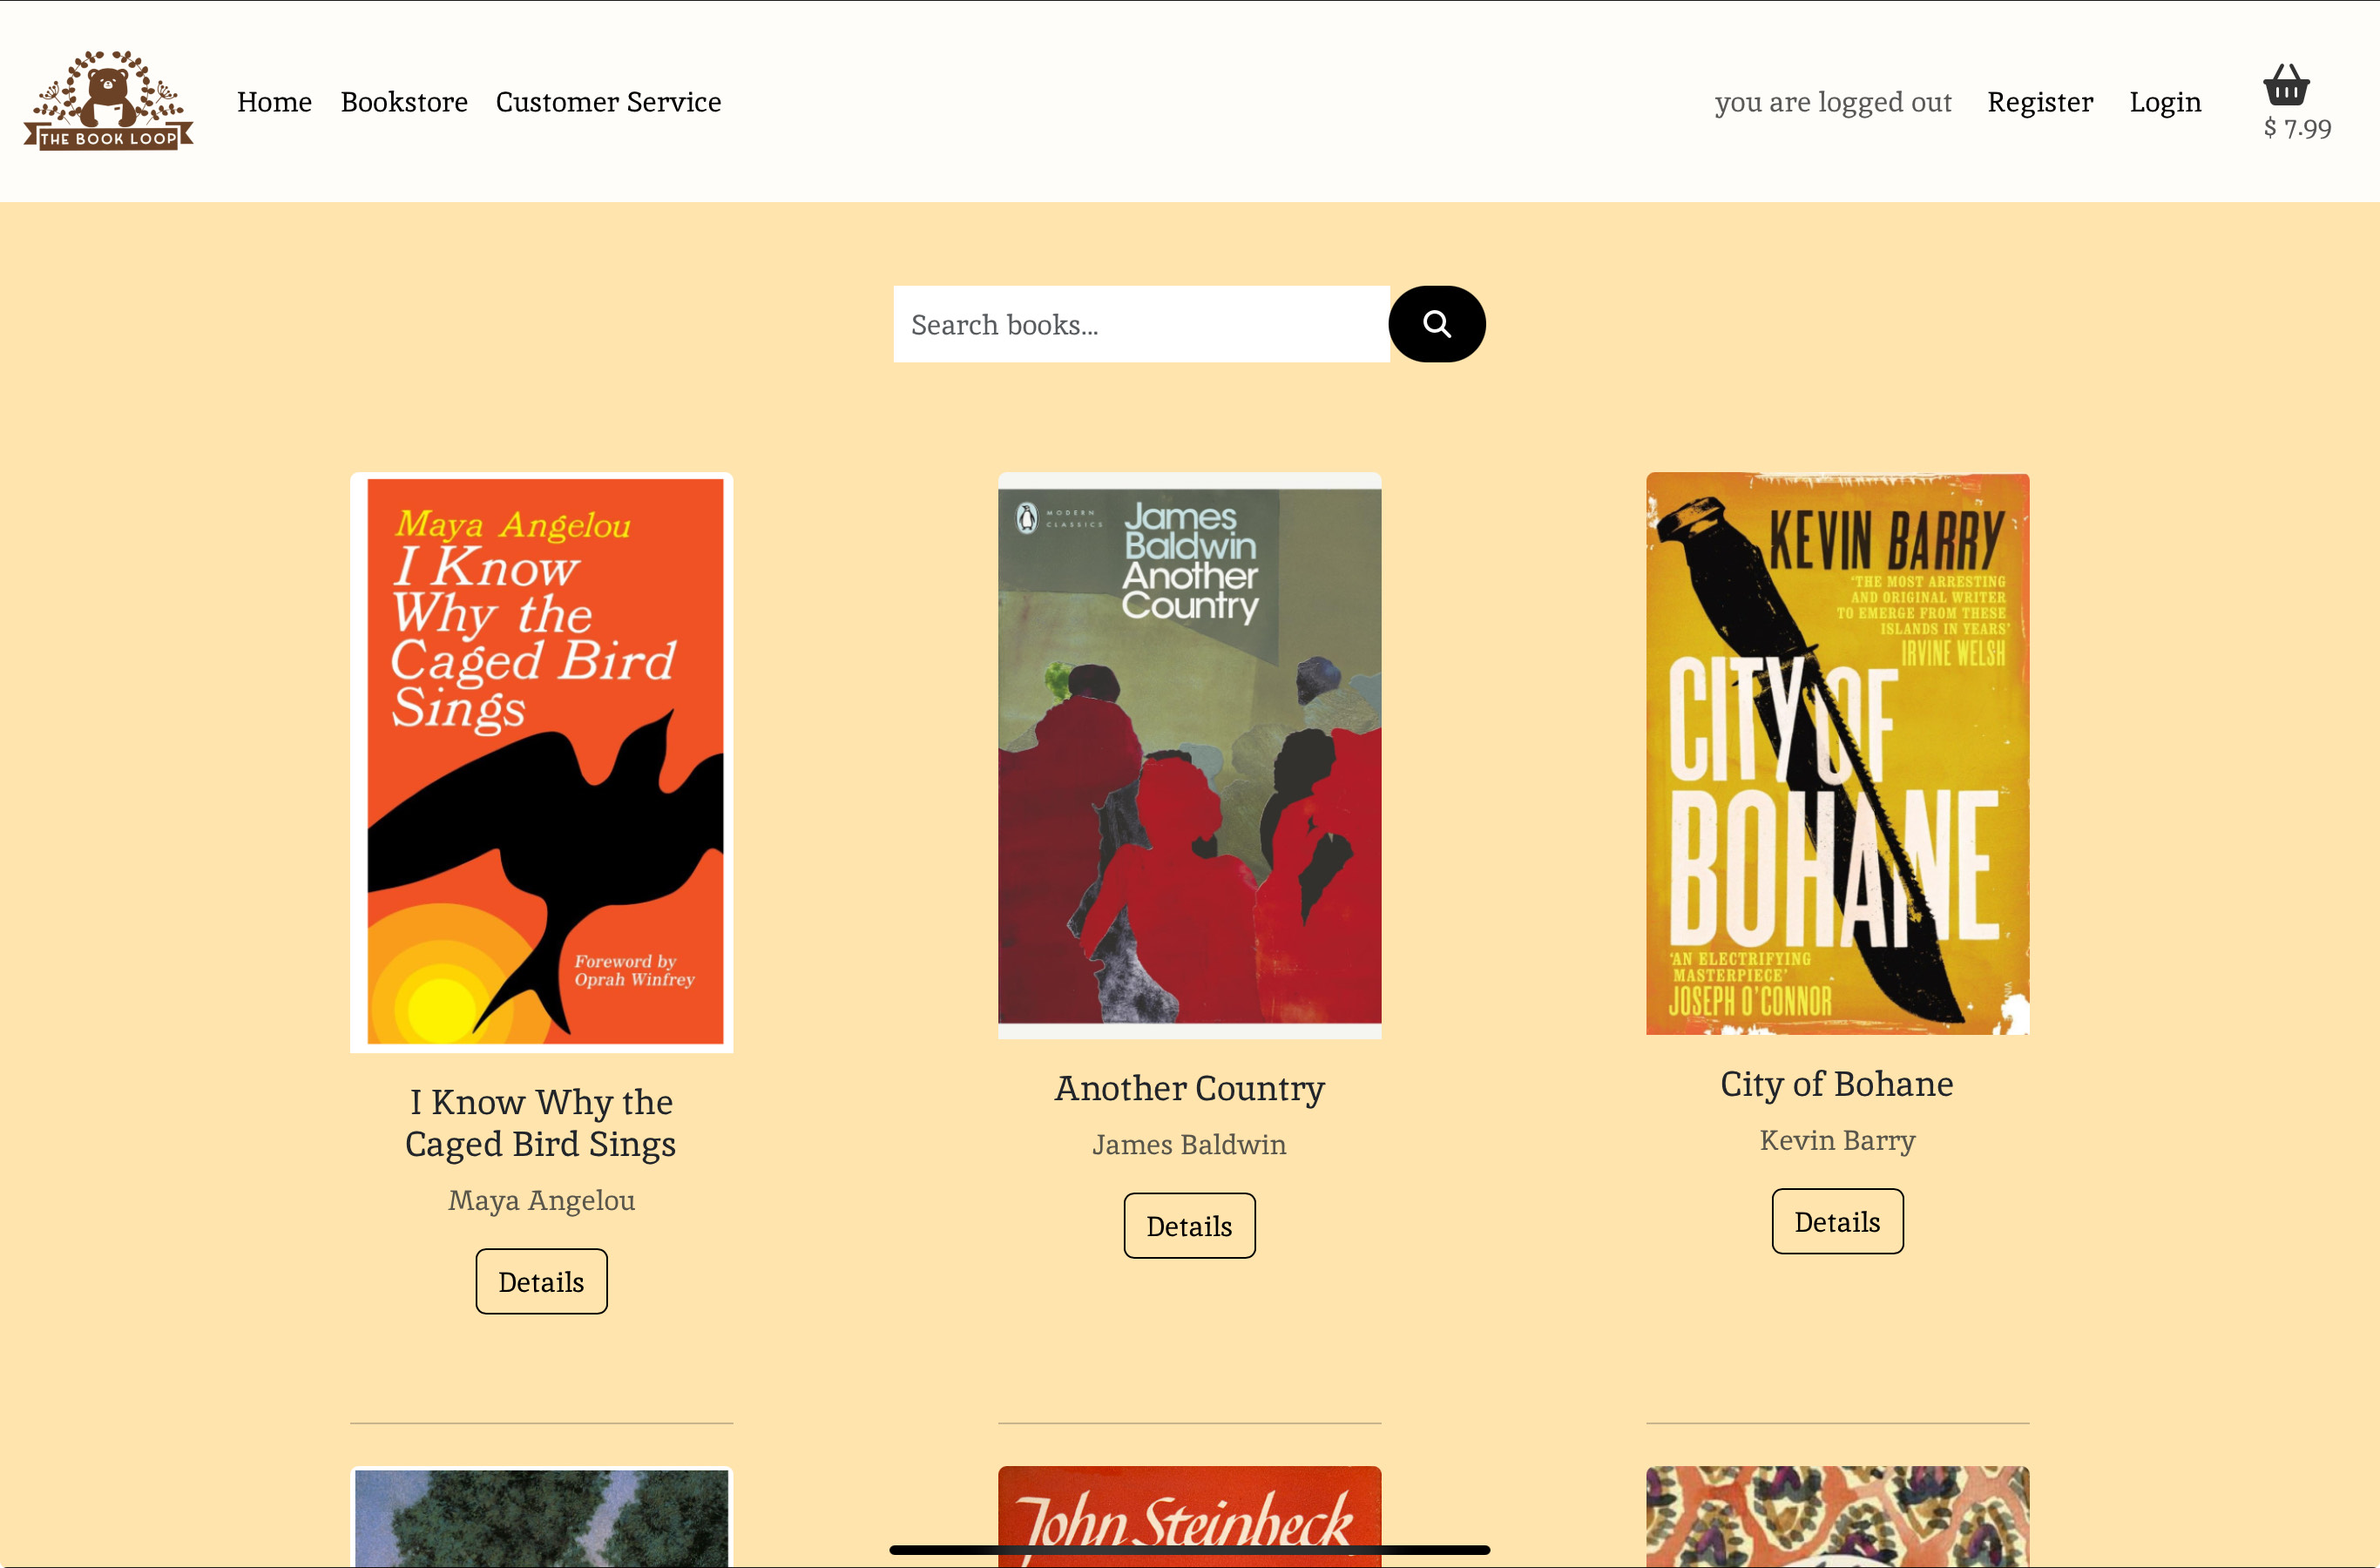 THE BOOK LOOP
Home
Bookstore
Customer Service
you are logged out
Register
Login
$ 7.99
Search books...
Maya Angelou
I Know
Why the
Caged Bird
Sings
Foreword by
Oprah Winfrey
I Know Why the
Caged Bird Sings
Maya Angelou
Details
MODERN
CLASSICS
James
Baldwin
Another
Country
Another Country
James Baldwin
Details
KEVIN BARRY
‘THE MOST ARRESTING
AND ORIGINAL WRITER
TO EMERGE FROM THESE
ISLANDS IN YEARS’
IRVINE WELSH
CITY OF
BOHANE
‘AN ELECTRIFYING
MASTERPIECE’
JOSEPH O’CONNOR
City of Bohane
Kevin Barry
Details
John Steinbeck